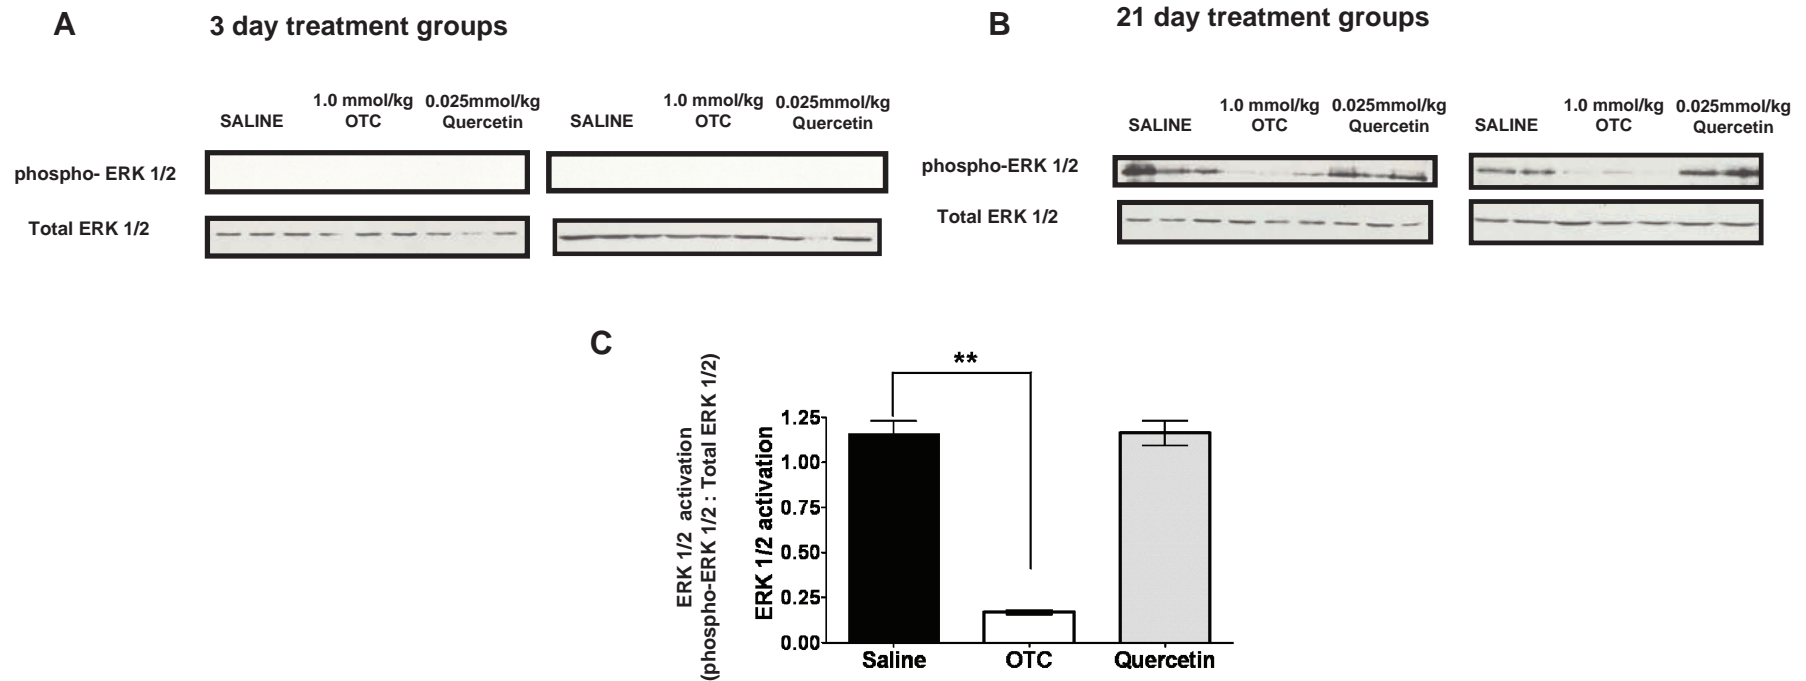 A
3 day treatment groups
SALINE
1.0 mmol/kg
OTC
0.025mmol/kg
Quercetin
SALINE
1.0 mmol/kg
OTC
0.025mmol/kg
Quercetin
phospho- ERK 1/2
Total ERK 1/2
B
21 day treatment groups
SALINE
1.0 mmol/kg
OTC
0.025mmol/kg
Quercetin
SALINE
1.0 mmol/kg
OTC
0.025mmol/kg
Quercetin
phospho-ERK 1/2
Total ERK 1/2
C
ERK 1/2 activation
(phospho-ERK 1/2 : Total ERK 1/2)
ERK 1/2 activation
**
1.25
1.00
0.75
0.50
0.25
0.00
Saline
OTC
Quercetin